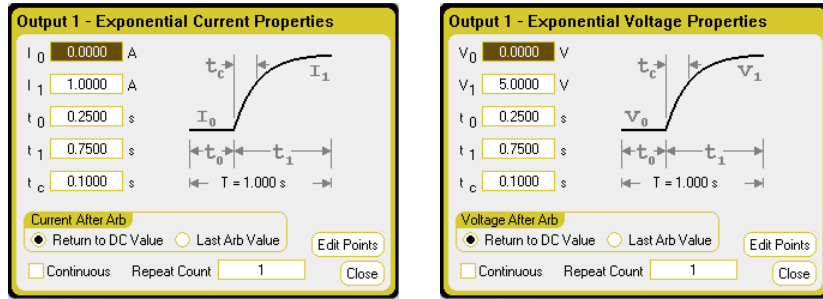 Output 1 - Exponential Current Properties
I 0 0.0000 A
I 1 1.0000 A
t 0 0.2500 s
t 1 0.7500 s
t c 0.1000 s
tc
I1
I0
t0 t1
T = 1.000 s
Current After Arb
Return to DC Value Last Arb Value
Edit Points
Continuous Repeat Count 1
Close
Output 1 - Exponential Voltage Properties
V0 0.0000 V
V1 5.0000 V
t 0 0.2500 s
t 1 0.7500 s
t c 0.1000 s
tc
V1
V0
t0 t1
T = 1.000 s
Voltage After Arb
Return to DC Value Last Arb Value
Edit Points
Continuous Repeat Count 1
Close